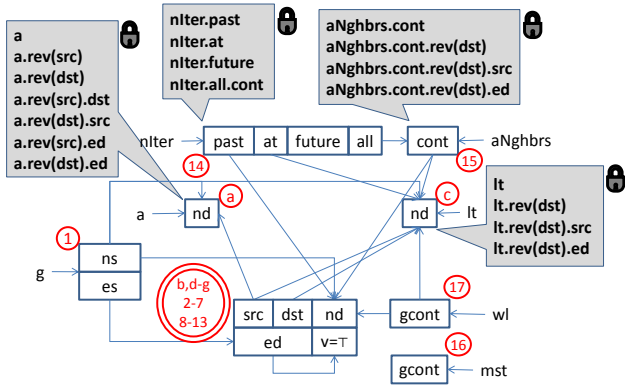 a
a.rev(src)
a.rev(dst)
a.rev(src).dst
a.rev(dst).src
a.rev(src).ed
a.rev(dst).ed
nIter.past
nIter.at
nIter.future
nIter.all.cont
aNghbrs.cont
aNghbrs.cont.rev(dst)
aNghbrs.cont.rev(dst).src
aNghbrs.cont.rev(dst).ed
nIter
past
at
future
all
cont
aNghbrs
14
15
a
nd
a
c
nd
lt
lt
lt.rev(dst)
lt.rev(dst).src
lt.rev(dst).ed
1
g
ns
es
b,d-g
2-7
8-13
src
dst
nd
ed
v=⊤
17
gcont
wl
16
gcont
mst